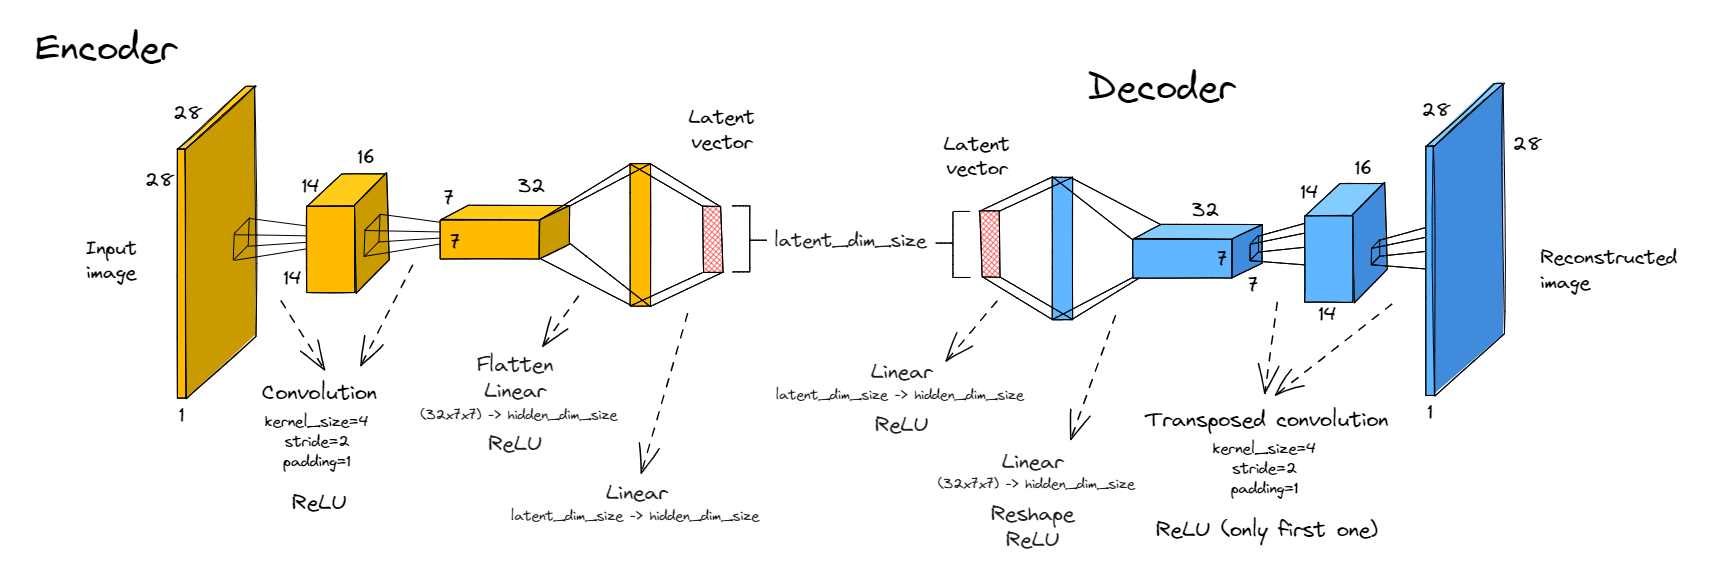 Encoder
28
28
1
Input
image
14
16
14
Convolution
kernel_size=4
stride=2
padding=1
ReLU
7
32
7
Flatten
Linear
(32x7x7) -> hidden_dim_size
ReLU
Latent
vector
Linear
latent_dim_size -> hidden_dim_size
latent_dim_size
Decoder
Latent
vector
Linear
latent_dim_size -> hidden_dim_size
ReLU
32
7
7
Linear
(32x7x7) -> hidden_dim_size
Reshape
ReLU
14
16
14
Transposed convolution
kernel_size=4
stride=2
padding=1
ReLU (only first one)
28
28
1
Reconstructed
image